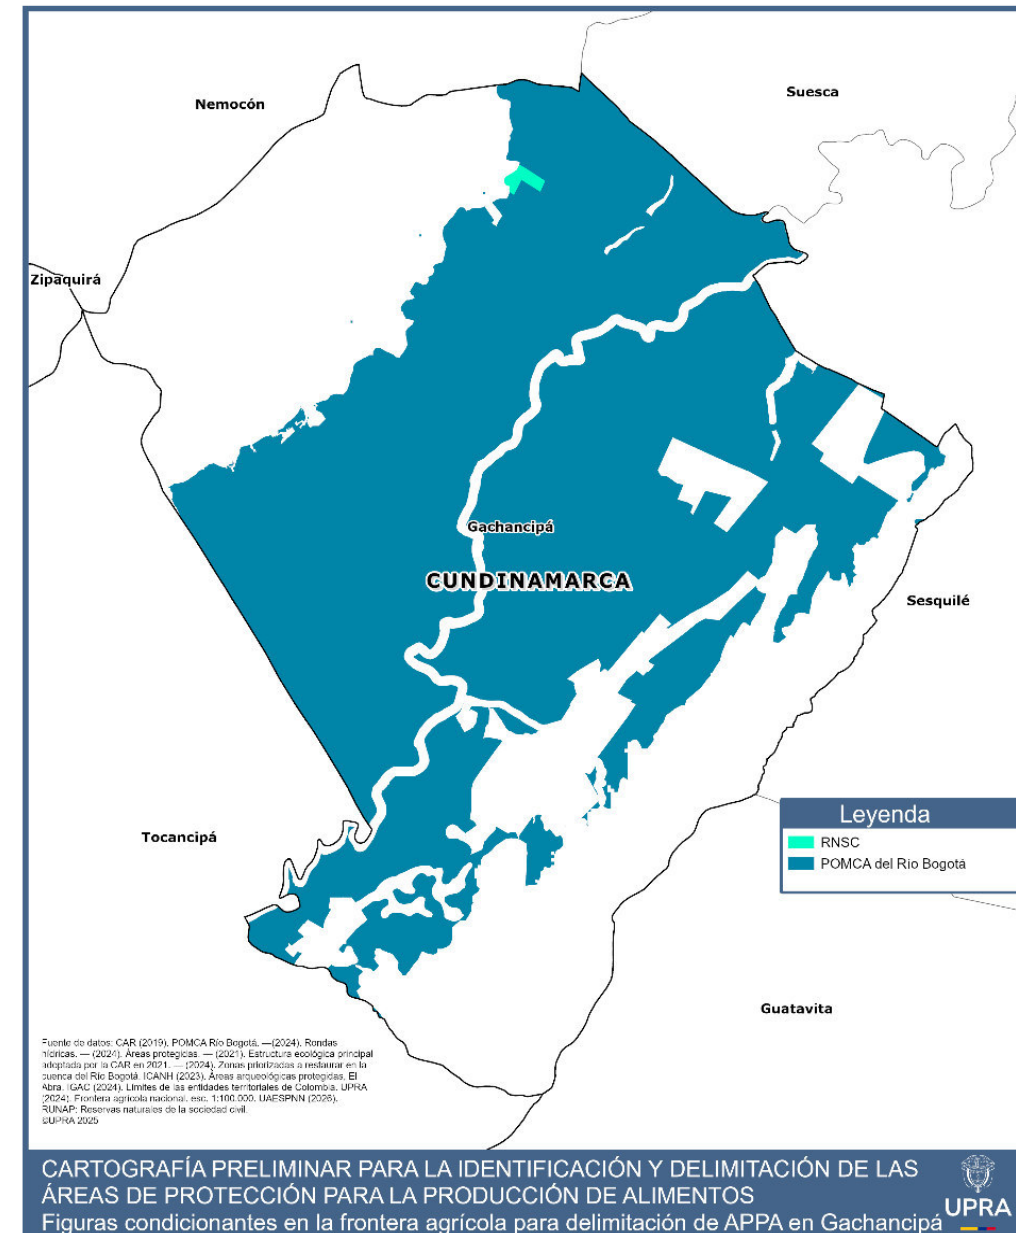 Nemocón
Suesca
Zipaquirá
Gachancipá
CUNDINAMARCA
Sesquilé
Leyenda
RNSC
POMCA del Río Bogotá
Tocancipá
Guatavita
Fuente de datos: CAR (2019). POMCA Río Bogotá. —(2024). Rondas
hídricas. — (2024). Áreas protegidas. — (2021). Estructura ecológica principal
adoptada por la CAR en 2021. — (2024). Zonas priorizadas a restaurar en la
cuenca del Río Bogotá. ICANH (2023). Áreas arqueológicas protegidas, El
Abra. IGAC (2024). Límites de las entidades territoriales de Colombia. UPRA
(2024). Frontera agrícola nacional. esc. 1:100.000. UAESPNN (2026).
RUNAP: Reservas naturales de la sociedad civil.
©UPRA 2025
CARTOGRAFÍA PRELIMINAR PARA LA IDENTIFICACIÓN Y DELIMITACIÓN DE LAS
ÁREAS DE PROTECCIÓN PARA LA PRODUCCIÓN DE ALIMENTOS
Figuras condicionantes en la frontera agrícola para delimitación de APPA en Gachancipá
UPRA